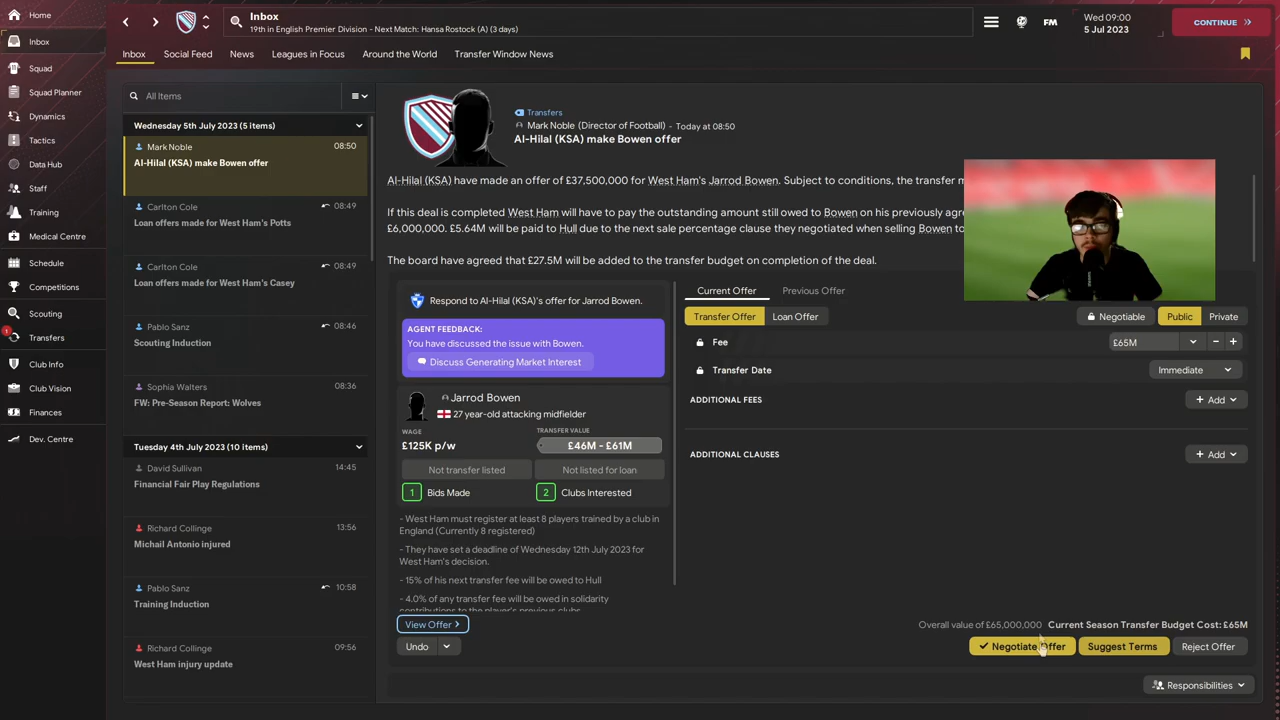 Home
Inbox
Squad
Squad Planner
Dynamics
Tactics
Data Hub
Staff
Training
Medical Centre
Schedule
Competitions
Scouting
1
Transfers
Club Info
Club Vision
Finances
Dev. Centre
Inbox
19th in English Premier Division - Next Match: Hansa Rostock (A) (3 days)
FM
Wed 09:00
5 Jul 2023
CONTINUE
Inbox
Social Feed
News
Leagues in Focus
Around the World
Transfer Window News
All Items
Wednesday 5th July 2023 (5 items)
Mark Noble 08:50
Al-Hilal (KSA) make Bowen offer
Carlton Cole 08:49
Loan offers made for West Ham's Potts
Carlton Cole 08:49
Loan offers made for West Ham's Casey
Pablo Sanz 08:46
Scouting Induction
Sophia Walters 08:36
FW: Pre-Season Report: Wolves
Tuesday 4th July 2023 (10 items)
David Sullivan 14:45
Financial Fair Play Regulations
Richard Collinge 13:56
Michail Antonio injured
Pablo Sanz 10:58
Training Induction
Richard Collinge 09:56
West Ham injury update
Transfers
Mark Noble (Director of Football) - Today at 08:50
Al-Hilal (KSA) make Bowen offer
Al-Hilal (KSA) have made an offer of £37,500,000 for West Ham's Jarrod Bowen. Subject to conditions, the transfer
If this deal is completed West Ham will have to pay the outstanding amount still owed to Bowen on his previously
£6,000,000. £5.64M will be paid to Hull due to the next sale percentage clause they negotiated when selling Bowen to
The board have agreed that £27.5M will be added to the transfer budget on completion of the deal.
Respond to Al-Hilal (KSA)'s offer for Jarrod Bowen.
AGENT FEEDBACK:
You have discussed the issue with Bowen.
Discuss Generating Market Interest
Jarrod Bowen
27 year-old attacking midfielder
WAGE
£125K p/w
TRANSFER VALUE
£46M - £61M
Not transfer listed
Not listed for loan
1 Bids Made
2 Clubs Interested
- West Ham must register at least 8 players trained by a club in
England (Currently 8 registered)
- They have set a deadline of Wednesday 12th July 2023 for
West Ham's decision.
- 15% of his next transfer fee will be owed to Hull
- 4.0% of any transfer fee will be owed in solidarity
contributions to the player's previous clubs
View Offer >
Undo
Current Offer
Previous Offer
Transfer Offer
Loan Offer
Negotiable
Public
Private
Fee
£65M
- +
Transfer Date
Immediate
ADDITIONAL FEES
+ Add
ADDITIONAL CLAUSES
+ Add
Overall value of £65,000,000 Current Season Transfer Budget Cost: £65M
Negotiate Offer
Suggest Terms
Reject Offer
Responsibilities